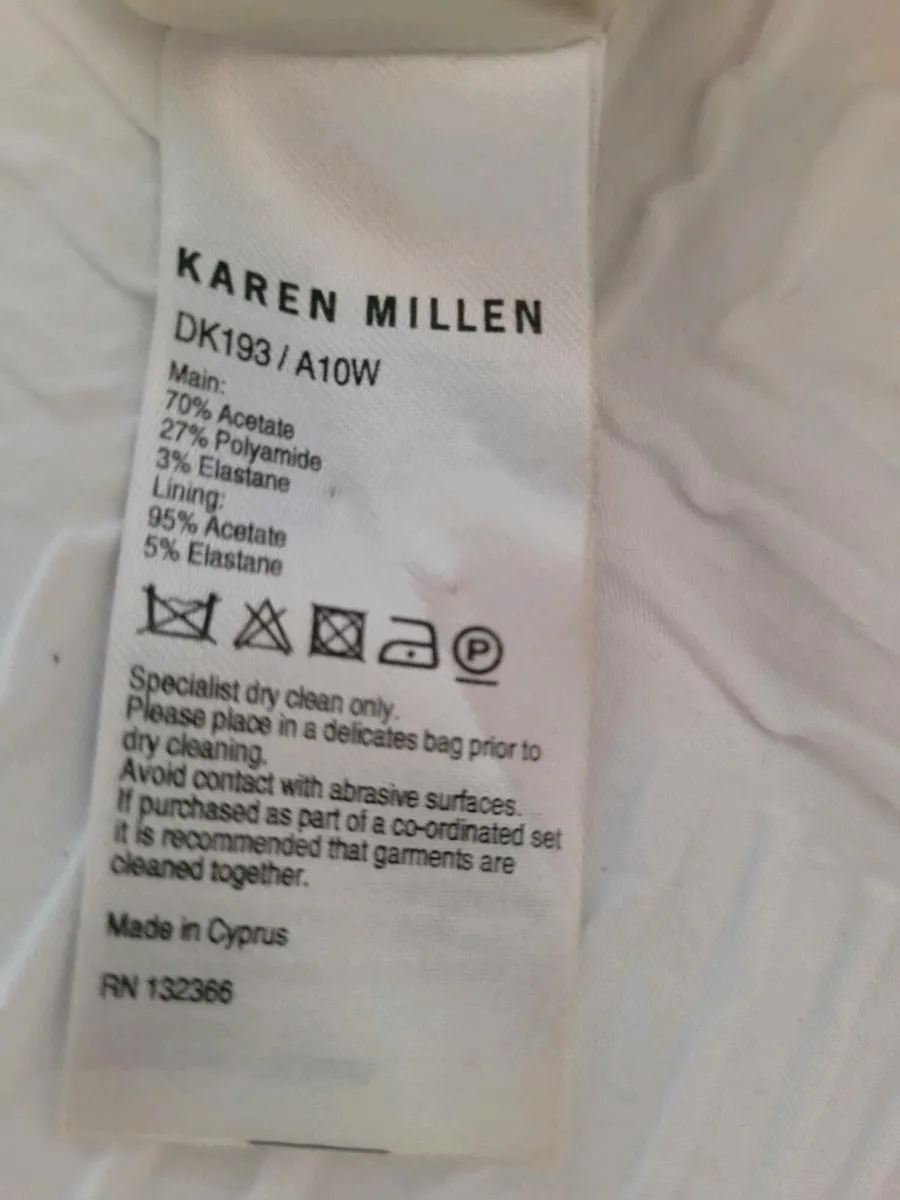 KAREN MILLEN
DK193 / A10W
Main:
70% Acetate
27% Polyamide
3% Elastane
Lining:
95% Acetate
5% Elastane
P
Specialist dry clean only.
Please place in a delicates bag prior to
dry cleaning.
Avoid contact with abrasive surfaces.
If purchased as part of a co-ordinated set
it is recommended that garments are
cleaned together.
Made in Cyprus
RN 132366